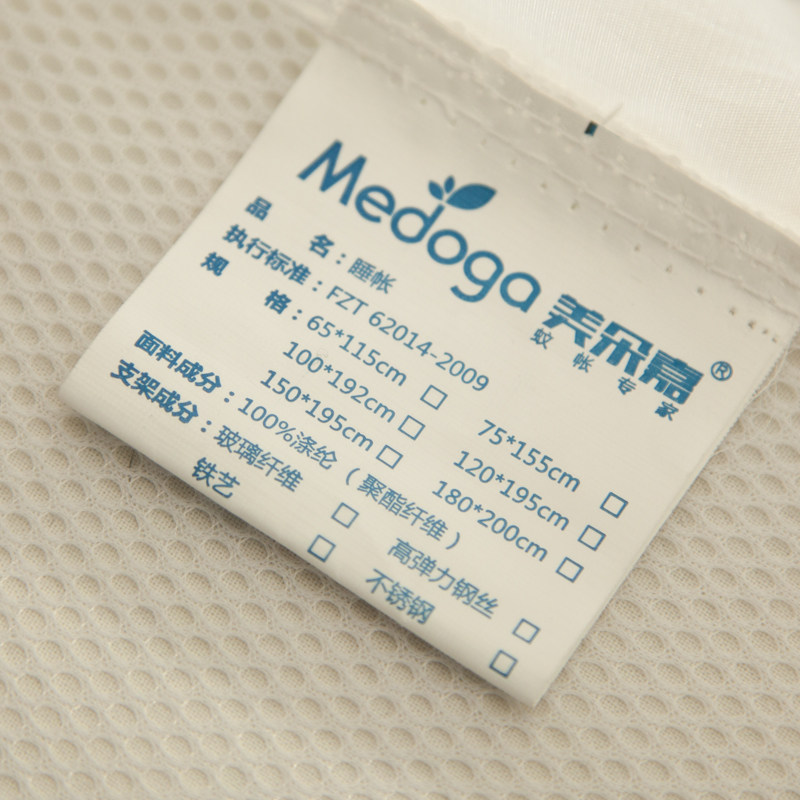 Medoga 美朵嘉®
蚊帐专家
品 名：睡帐
执行标准：FZT 62014-2009
规 格：65*115cm □ 75*155cm □
100*192cm □ 120*195cm □
150*195cm □ 180*200cm □
面料成分：100%涤纶（聚酯纤维）
支架成分：玻璃纤维 □ 高弹力钢丝 □
铁艺 □ 不锈钢 □